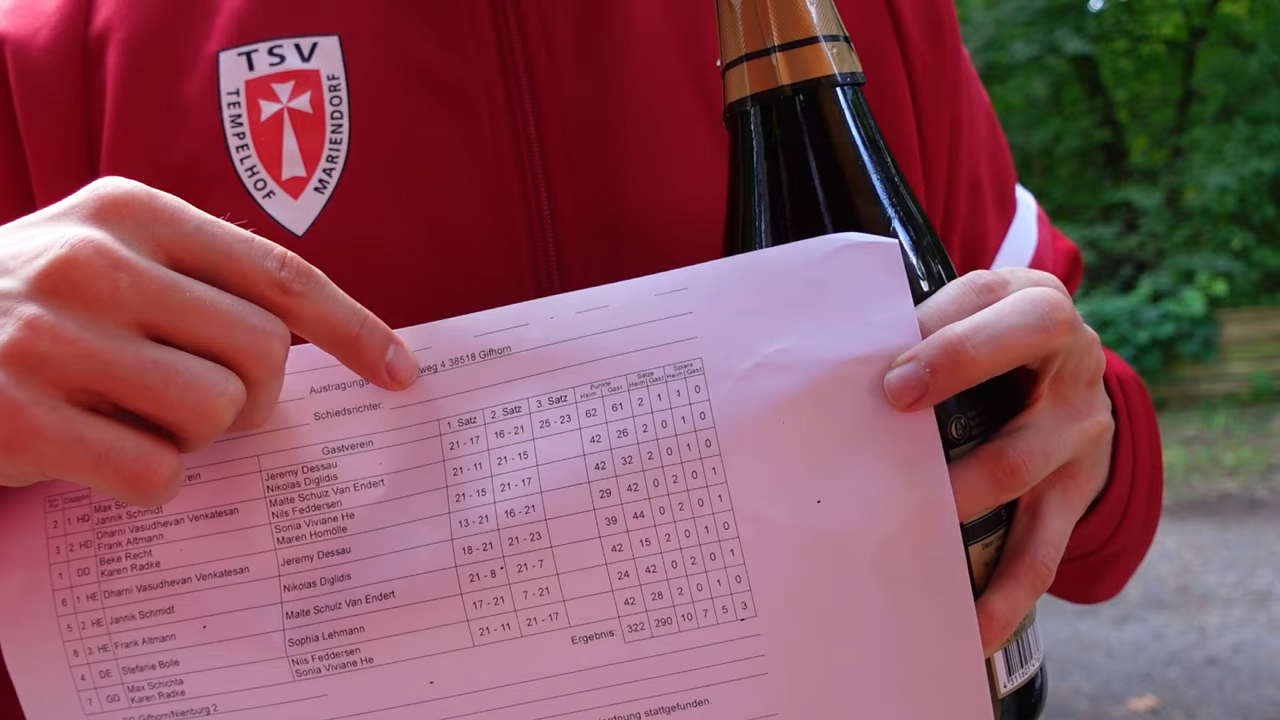 TSV
TEMPELHOF
MARIENDORF
Austragungs weg 4 38518 Gifhorn
Schiedsrichter:
Gastverein 1. Satz 2. Satz 3. Satz Punkte Heim Gast Sätze Heim Gast Spiele Heim Gast
2 1. HD Max Jeremy Dessau 21 - 17 16 - 21 25 - 23 62 61 2 1 1 0
Jannik Schmidt Nikolas Diglidis
3 2. HD Dharni Vasudhevan Venkatesan Malte Schulz Van Endert 21 - 11 21 - 15 42 26 2 0 1 0
Frank Altmann Nils Feddersen
1 DD Beke Recht Sonja Viviane He 21 - 15 21 - 17 42 32 2 0 1 0
Karen Radke Maren Homölle
6 1. HE Dharni Vasudhevan Venkatesan Jeremy Dessau 13 - 21 16 - 21 29 42 0 2 0 1
5 2. HE Jannik Schmidt Nikolas Diglidis 18 - 21 21 - 23 39 44 0 2 0 1
8 3. HE Frank Altmann Malte Schulz Van Endert 21 - 8 21 - 7 42 15 2 0 1 0
4 DE Stefanie Bolle Sophia Lehmann 17 - 21 7 - 21 24 42 0 2 0 1
7 GD Max Schichta Nils Feddersen 21 - 11 21 - 17 42 28 2 0 1 0
Karen Radke Sonia Viviane He
Ergebnis: 322 290 10 7 5 3
Gifhorn/Nienburg 2
ordnung stattgefunden.